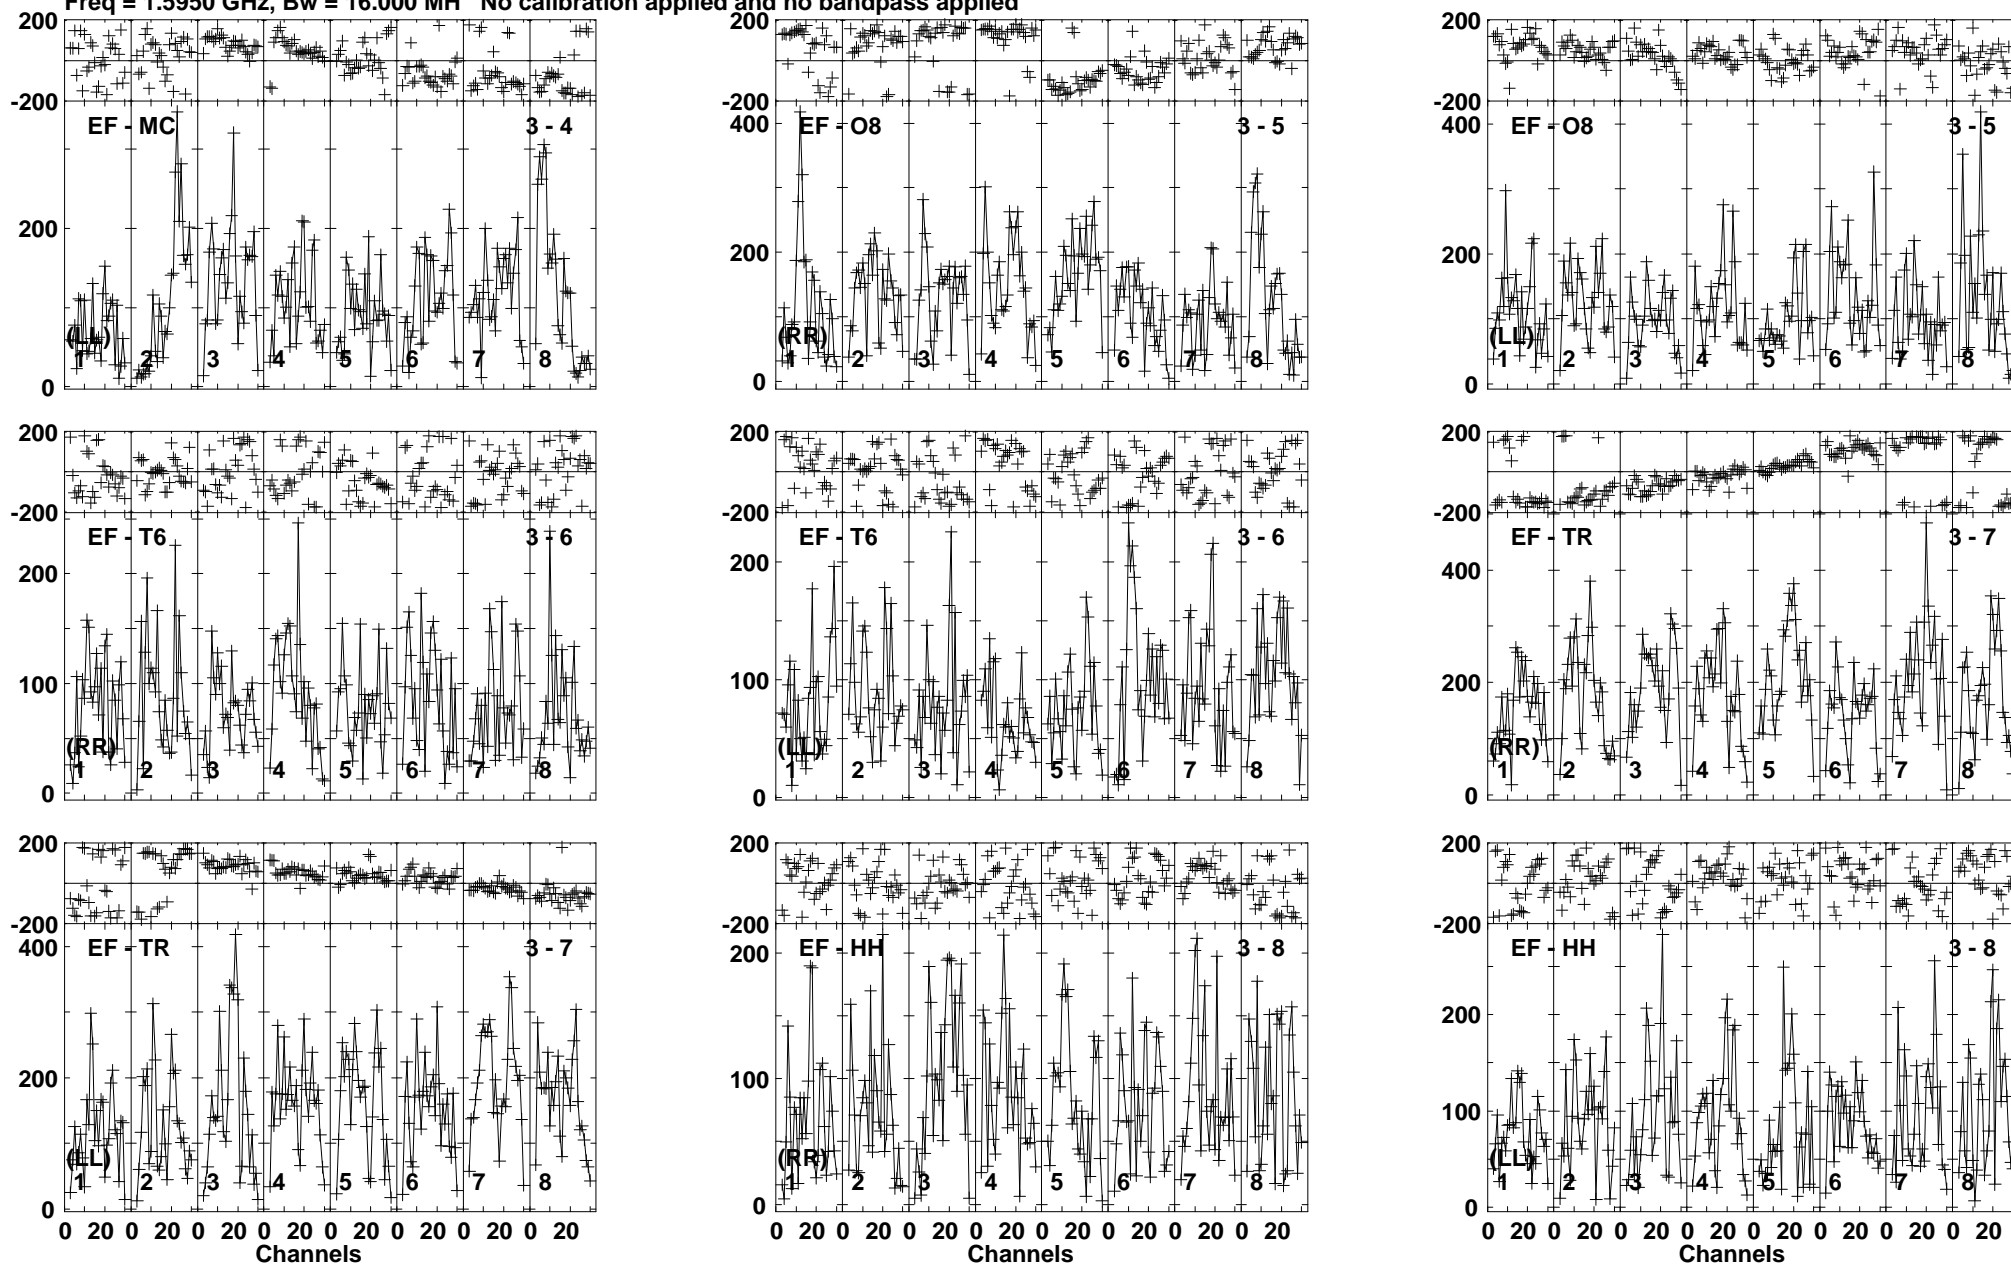 Freq = 1.5950 GHz, Bw = 16.000 MH No calibration applied and no bandpass applied
200 200 200
-200 -200 -200
EF - MC 3 - 4 EF - O8 3 - 5 EF - O8 3 - 5
400 400
200 200 200
(LL) (RR) (LL)
1 2 3 4 5 6 7 8 1 2 3 4 5 6 7 8 1 2 3 4 5 6 7 8
0 0 0
200 200 200
-200 -200 -200
EF - T6 3 - 6 EF - T6 3 - 6 EF - TR 3 - 7
200 200 400
100 100 200
(RR) (LL) (RR)
1 2 3 4 5 6 7 8 1 2 3 4 5 6 7 8 1 2 3 4 5 6 7 8
0 0 0
200 200 200
-200 -200 -200
EF - TR 3 - 7 EF - HH 3 - 8 EF - HH 3 - 8
400 200 200
200 100 100
(LL) (RR) (LL)
1 2 3 4 5 6 7 8 1 2 3 4 5 6 7 8 1 2 3 4 5 6 7 8
0 0 0
0 20 0 20 0 20 0 20 0 20 0 20 0 20 0 20 0 20 0 20 0 20 0 20 0 20 0 20 0 20 0 20 0 20 0 20 0 20 0 20 0 20 0 20 0 20 0 20
Channels Channels Channels